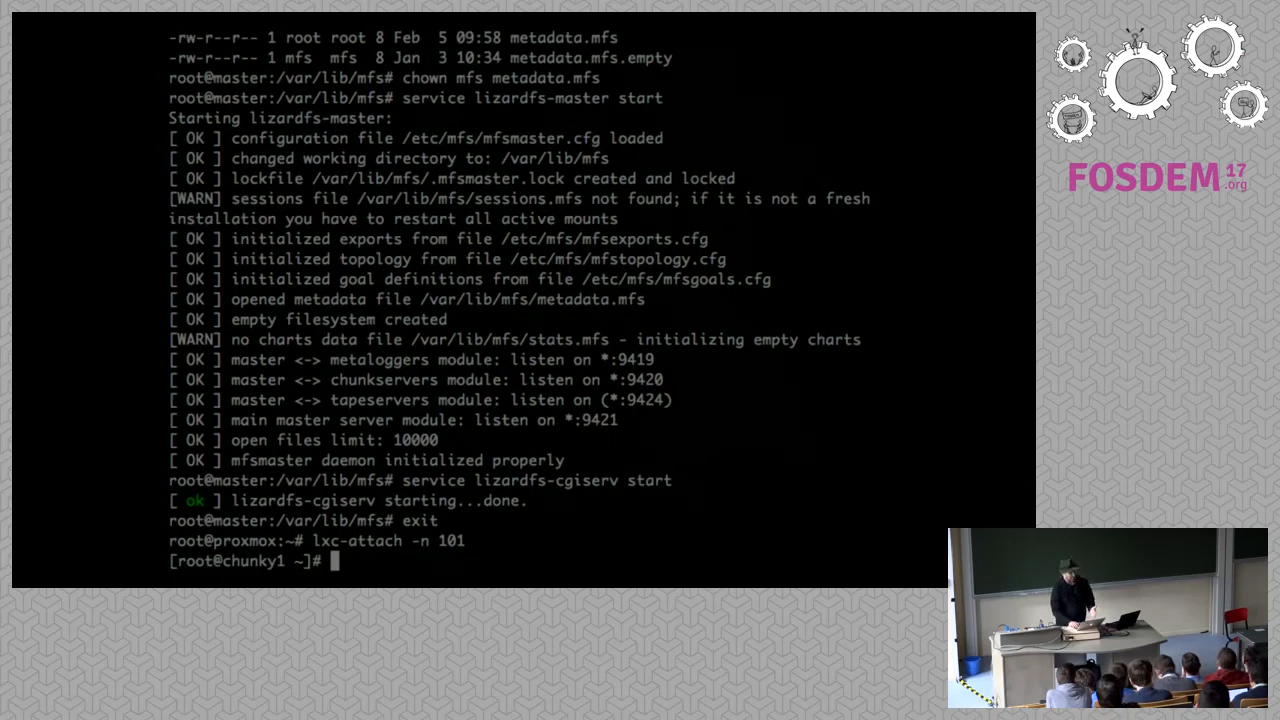 -rw-r--r-- 1 root root 8 Feb  5 09:58 metadata.mfs
-rw-r--r-- 1 mfs  mfs  8 Jan  3 10:34 metadata.mfs.empty
root@master:/var/lib/mfs# chown mfs metadata.mfs
root@master:/var/lib/mfs# service lizardfs-master start
Starting lizardfs-master:
[ OK ] configuration file /etc/mfs/mfsmaster.cfg loaded
[ OK ] changed working directory to: /var/lib/mfs
[ OK ] lockfile /var/lib/mfs/.mfsmaster.lock created and locked
[WARN] sessions file /var/lib/mfs/sessions.mfs not found; if it is not a fresh
installation you have to restart all active mounts
[ OK ] initialized exports from file /etc/mfs/mfsexports.cfg
[ OK ] initialized topology from file /etc/mfs/mfstopology.cfg
[ OK ] initialized goal definitions from file /etc/mfs/mfsgoals.cfg
[ OK ] opened metadata file /var/lib/mfs/metadata.mfs
[ OK ] empty filesystem created
[WARN] no charts data file /var/lib/mfs/stats.mfs - initializing empty charts
[ OK ] master <-> metaloggers module: listen on *:9419
[ OK ] master <-> chunkservers module: listen on *:9420
[ OK ] master <-> tapeservers module: listen on (*:9424)
[ OK ] main master server module: listen on *:9421
[ OK ] open files limit: 10000
[ OK ] mfsmaster daemon initialized properly
root@master:/var/lib/mfs# service lizardfs-cgiserv start
[ ok ] lizardfs-cgiserv starting...done.
root@master:/var/lib/mfs# exit
root@proxmox:~# lxc-attach -n 101
[root@chunky1 ~]#
FOSDEM 17
.org